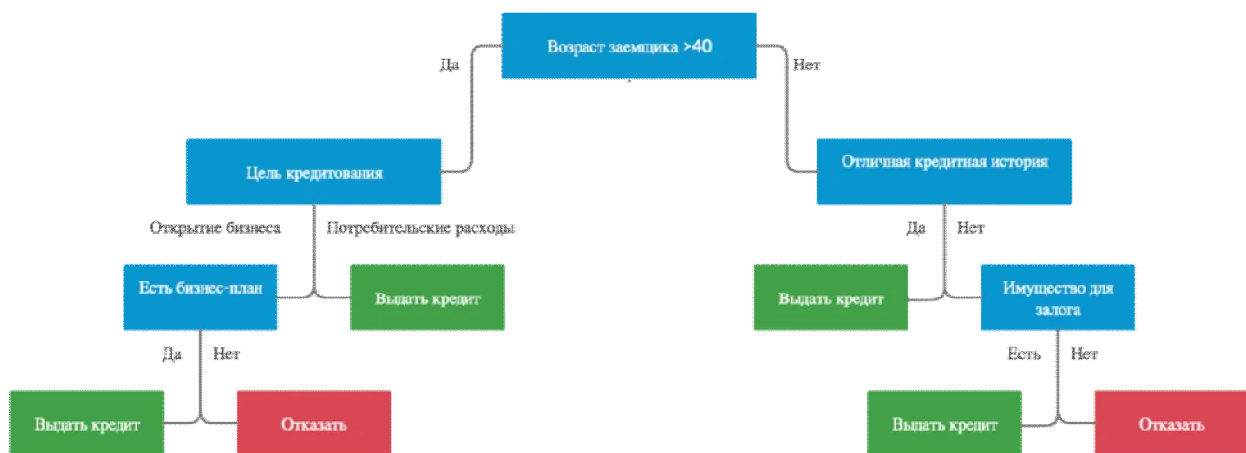 Возраст заемщика >40
Да
Нет
Цель кредитования
Отличная кредитная история
Открытие бизнеса
Потребительские расходы
Да
Нет
Есть бизнес-план
Выдать кредит
Выдать кредит
Имущество для
залога
Да
Нет
Есть
Нет
Выдать кредит
Отказать
Выдать кредит
Отказать